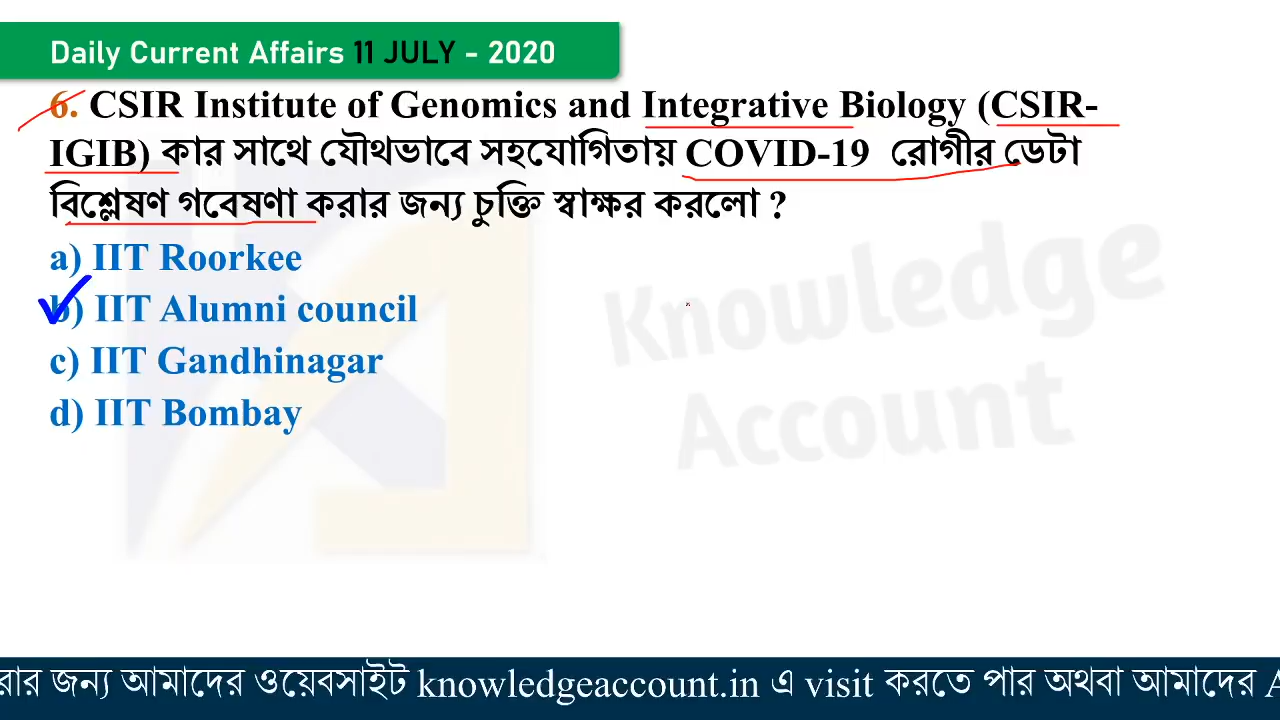 Daily Current Affairs 11 JULY - 2020
6. CSIR Institute of Genomics and Integrative Biology (CSIR-
IGIB) কার সাথে যৌথভাবে সহযোগিতায় COVID-19 রোগীর ডেটা
বিশ্লেষণ গবেষণা করার জন্য চুক্তি স্বাক্ষর করলো ?
a) IIT Roorkee
b) IIT Alumni council
c) IIT Gandhinagar
d) IIT Bombay
Knowledge
Account
রার জন্য আমাদের ওয়েবসাইট knowledgeaccount.in এ visit করতে পার অথবা আমাদের A